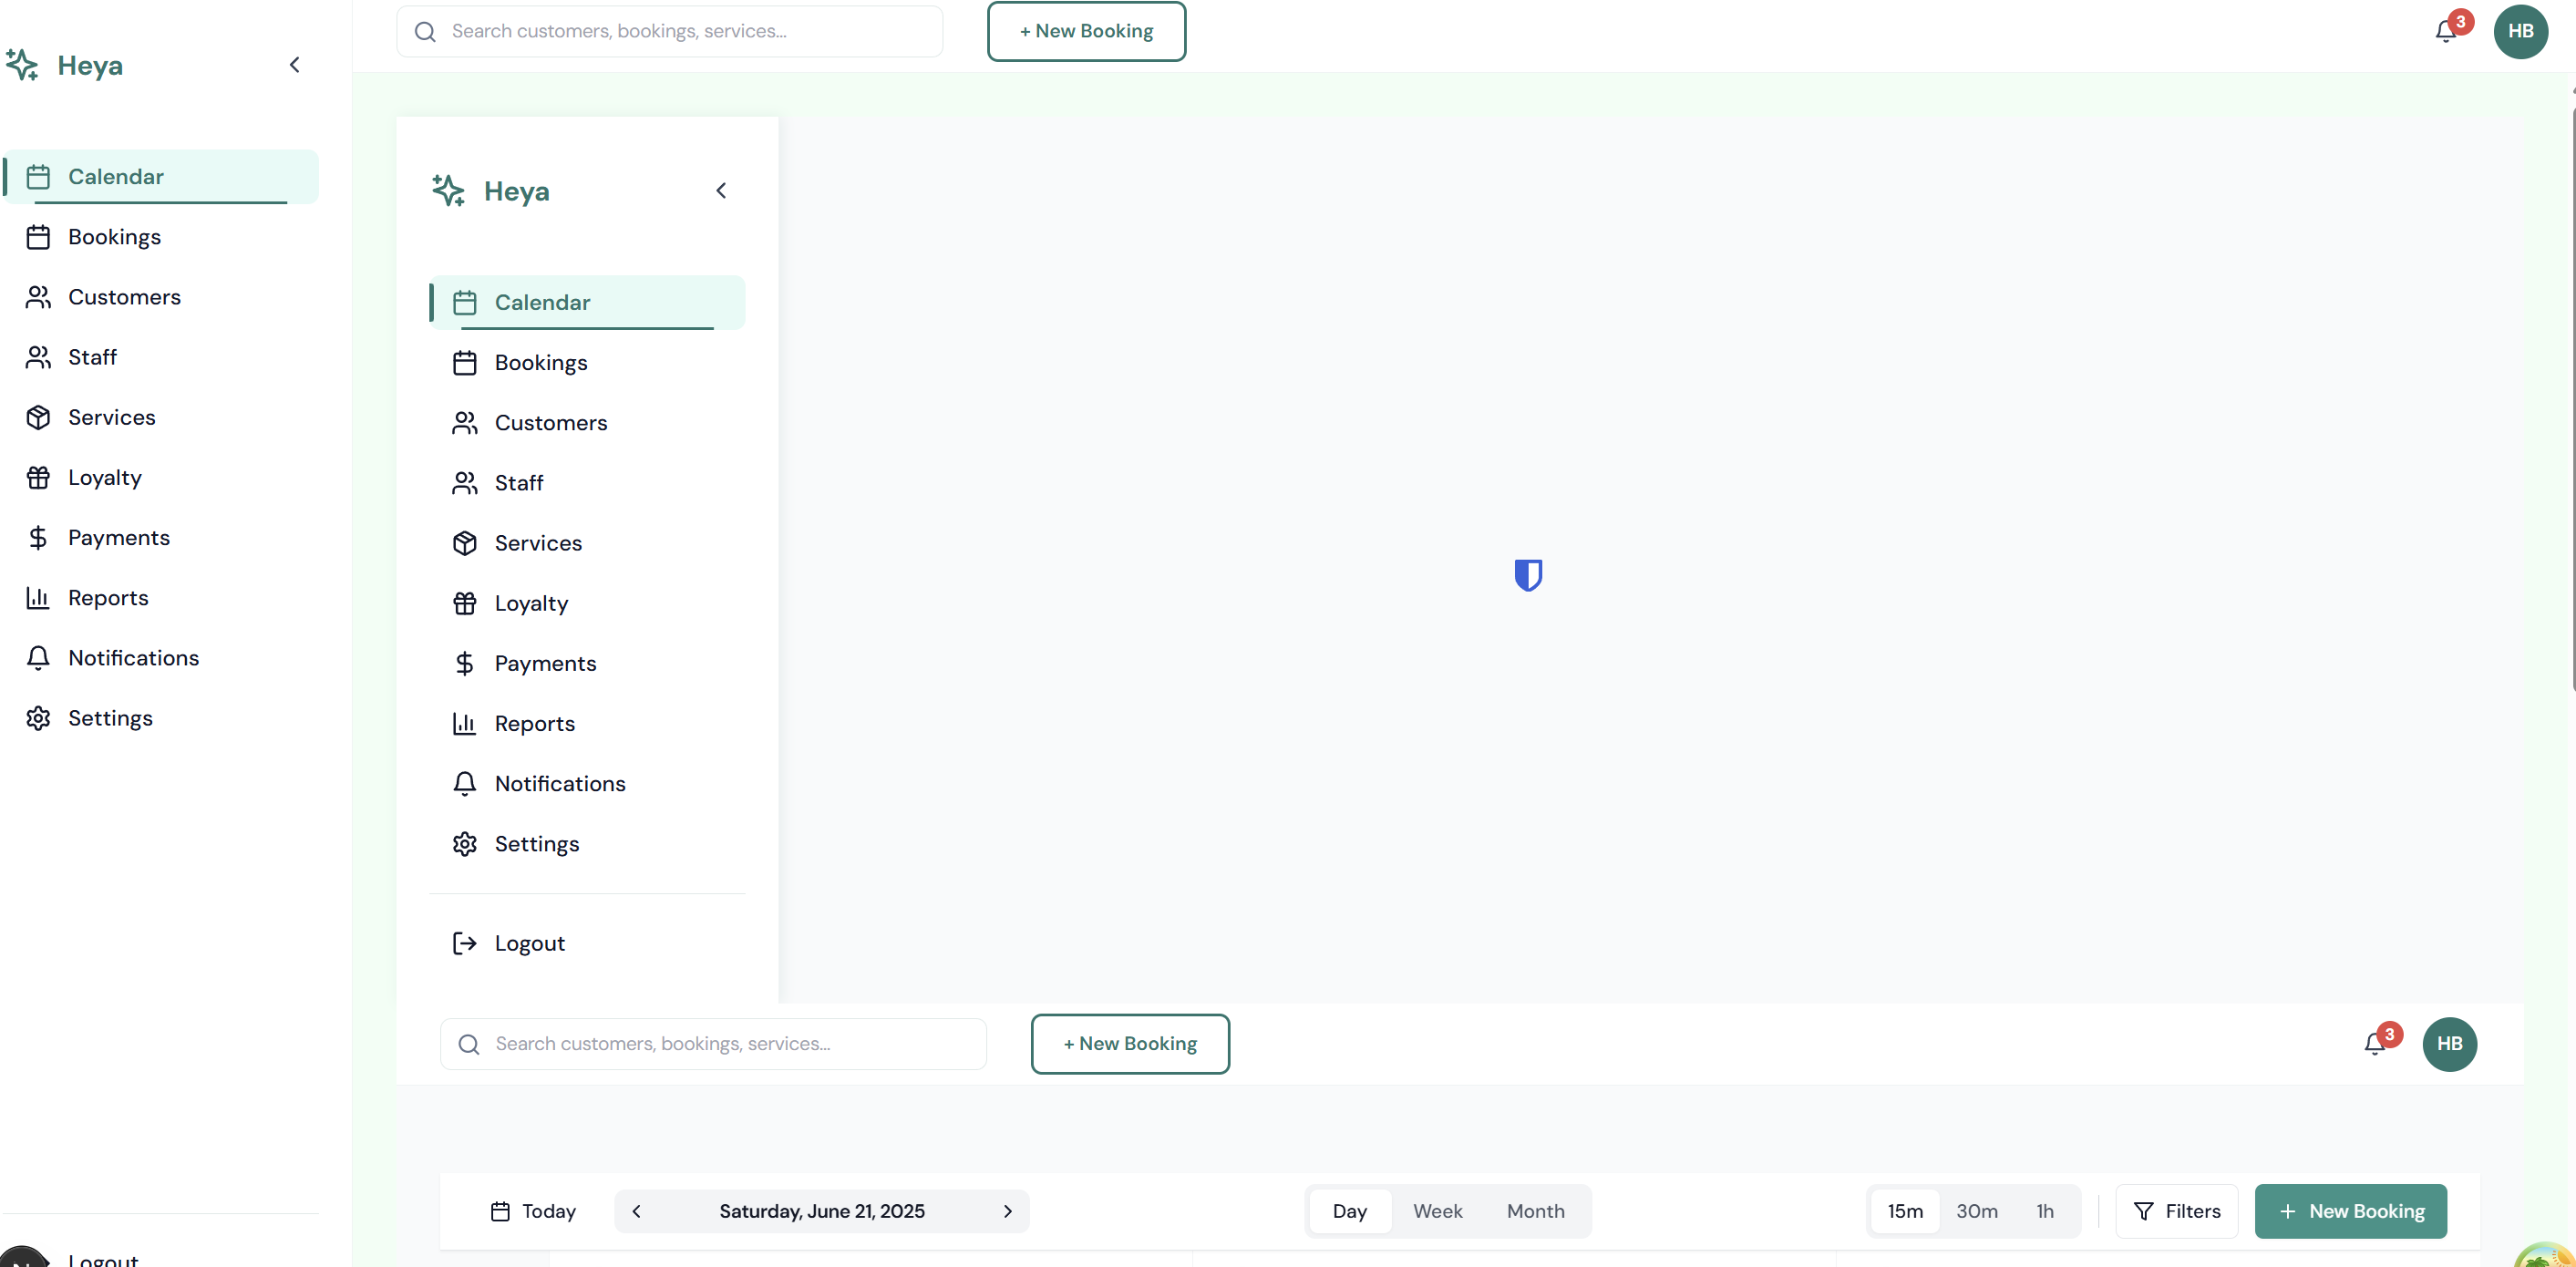 Heya
Calendar
Bookings
Customers
Staff
Services
Loyalty
Payments
Reports
Notifications
Settings
Logout
Search customers, bookings, services...
+ New Booking
3
HB
Heya
Calendar
Bookings
Customers
Staff
Services
Loyalty
Payments
Reports
Notifications
Settings
Logout
Search customers, bookings, services...
+ New Booking
3
HB
Today
Saturday, June 21, 2025
Day Week Month
15m 30m 1h
Filters
+ New Booking